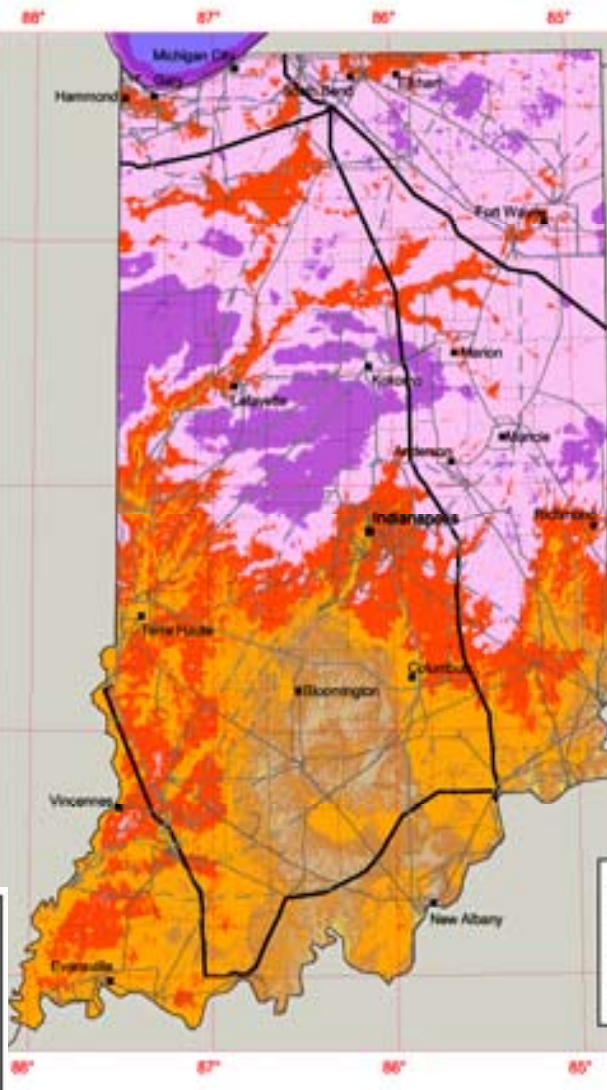 88° 87° 86° 85°
Michigan City
Gary
South Bend
Elkhart
Hammond
Fort Wayne
Marion
Kokomo
Lafayette
Muncie
Anderson
Indianapolis
Richmond
Terre Haute
Columbus
Bloomington
Vincennes
New Albany
Evansville
88° 87° 86° 85°